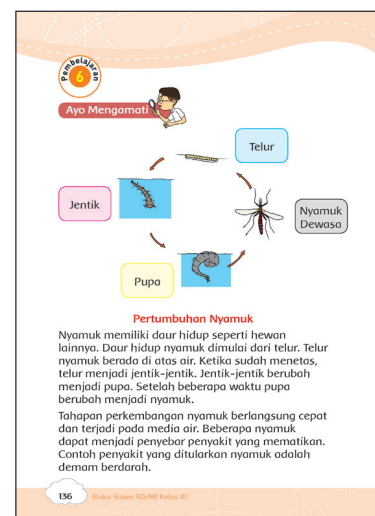 Pembelajaran
6
Ayo Mengamati
Telur
Jentik
Nyamuk
Dewasa
Pupa
Pertumbuhan Nyamuk
Nyamuk memiliki daur hidup seperti hewan
lainnya. Daur hidup nyamuk dimulai dari telur. Telur
nyamuk berada di atas air. Ketika sudah menetas,
telur menjadi jentik-jentik. Jentik-jentik berubah
menjadi pupa. Setelah beberapa waktu pupa
berubah menjadi nyamuk.
Tahapan perkembangan nyamuk berlangsung cepat
dan terjadi pada media air. Beberapa nyamuk
dapat menjadi penyebar penyakit yang mematikan.
Contoh penyakit yang ditularkan nyamuk adalah
demam berdarah.
136 Buku Siswa SD/MI Kelas III